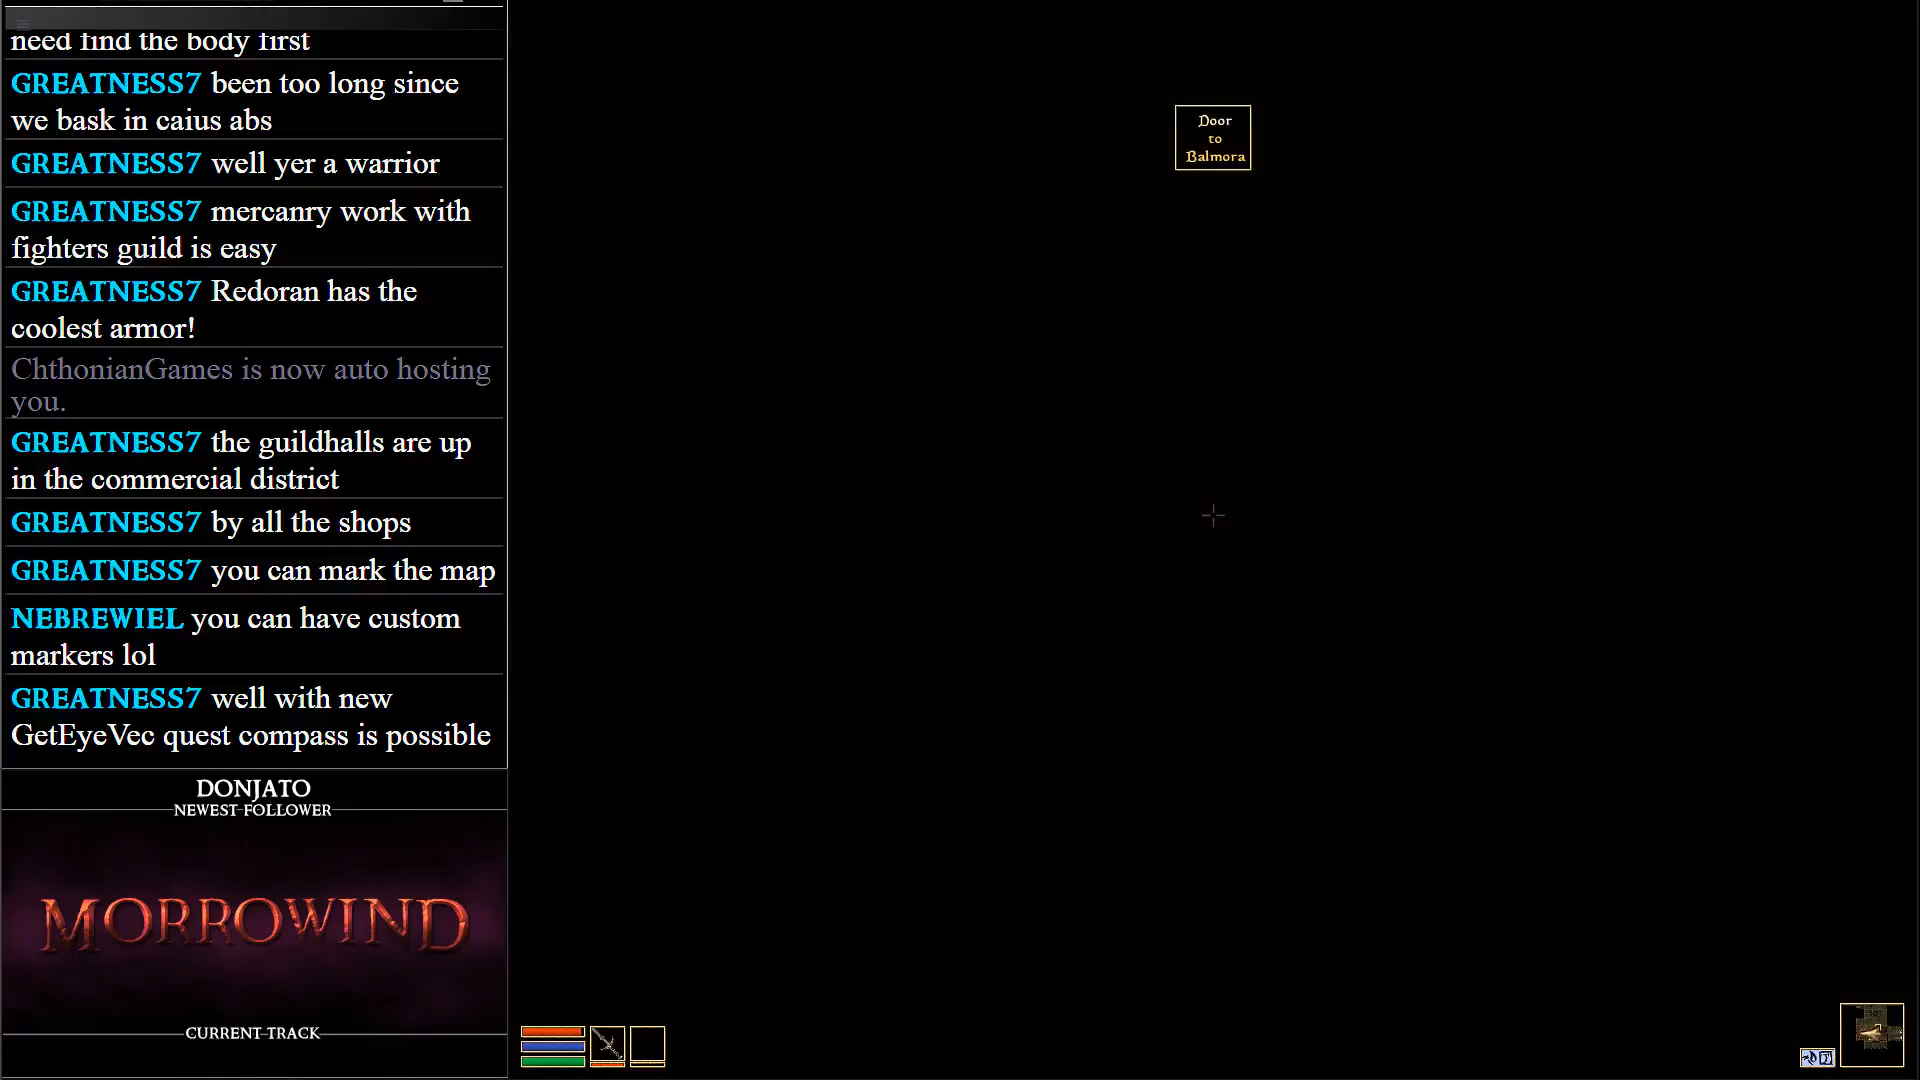 need find the body first
GREATNESS7 been too long since
we bask in caius abs
GREATNESS7 well yer a warrior
GREATNESS7 mercanry work with
fighters guild is easy
GREATNESS7 Redoran has the
coolest armor!
ChthonianGames is now auto hosting
you.
GREATNESS7 the guildhalls are up
in the commercial district
GREATNESS7 by all the shops
GREATNESS7 you can mark the map
NEBREWIEL you can have custom
markers lol
GREATNESS7 well with new
GetEyeVec quest compass is possible
DONJATO
NEWEST FOLLOWER
MORROWIND
CURRENT TRACK
Door
to
Balmora